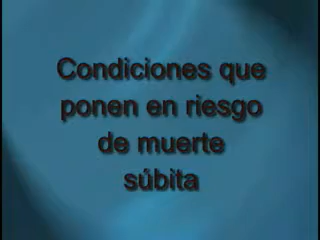 Condiciones que
ponen en riesgo
de muerte
súbita